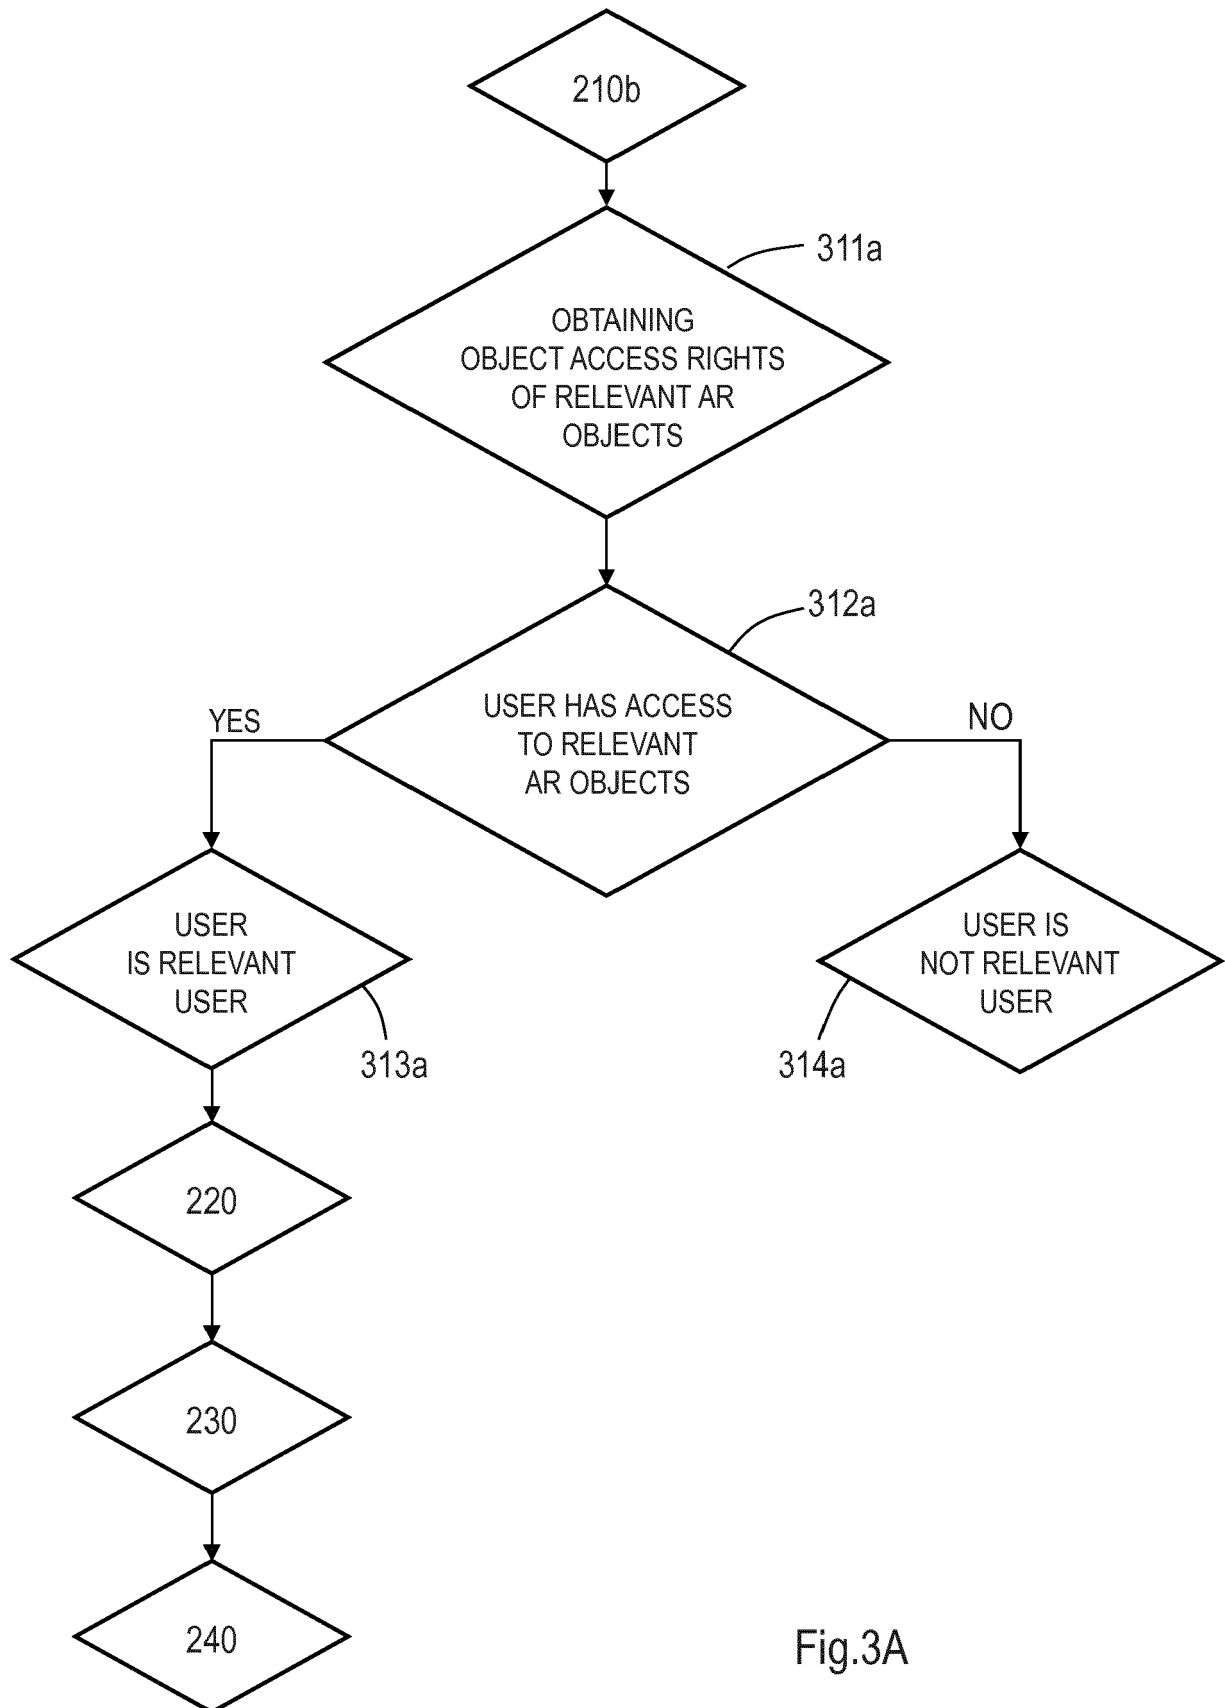 210b
311a
OBTAINING
OBJECT ACCESS RIGHTS
OF RELEVANT AR
OBJECTS
312a
USER HAS ACCESS
TO RELEVANT
AR OBJECTS
YES
NO
USER
IS RELEVANT
USER
313a
USER IS
NOT RELEVANT
USER
314a
220
230
240
Fig.3A